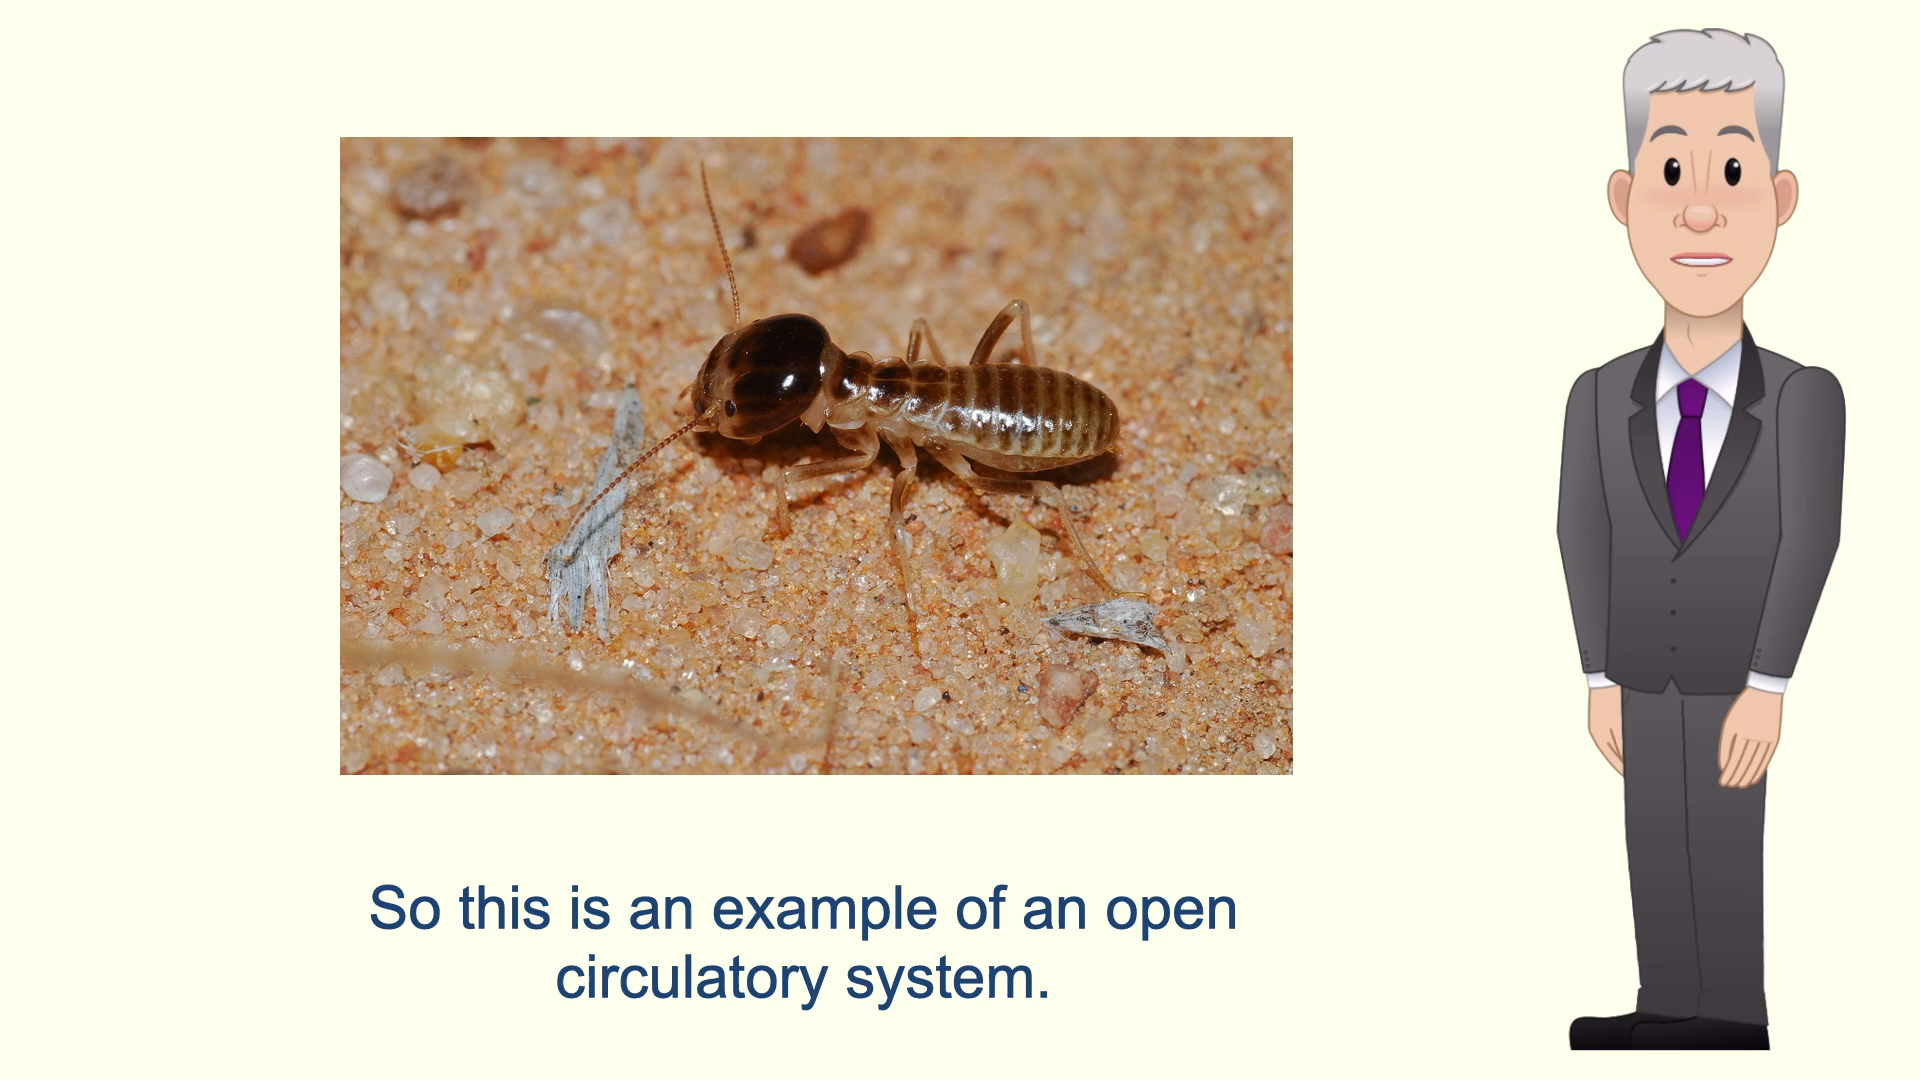 So this is an example of an open
circulatory system.